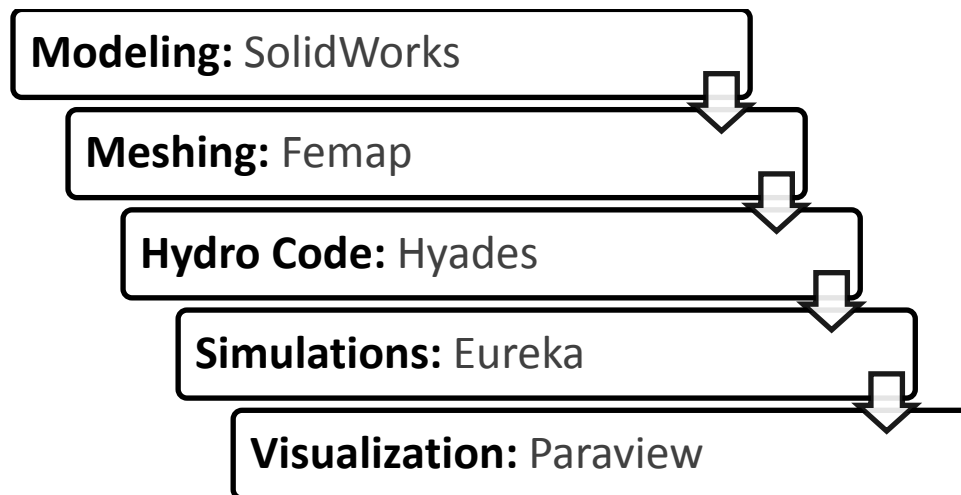 Modeling: SolidWorks
Meshing: Femap
Hydro Code: Hyades
Simulations: Eureka
Visualization: Paraview